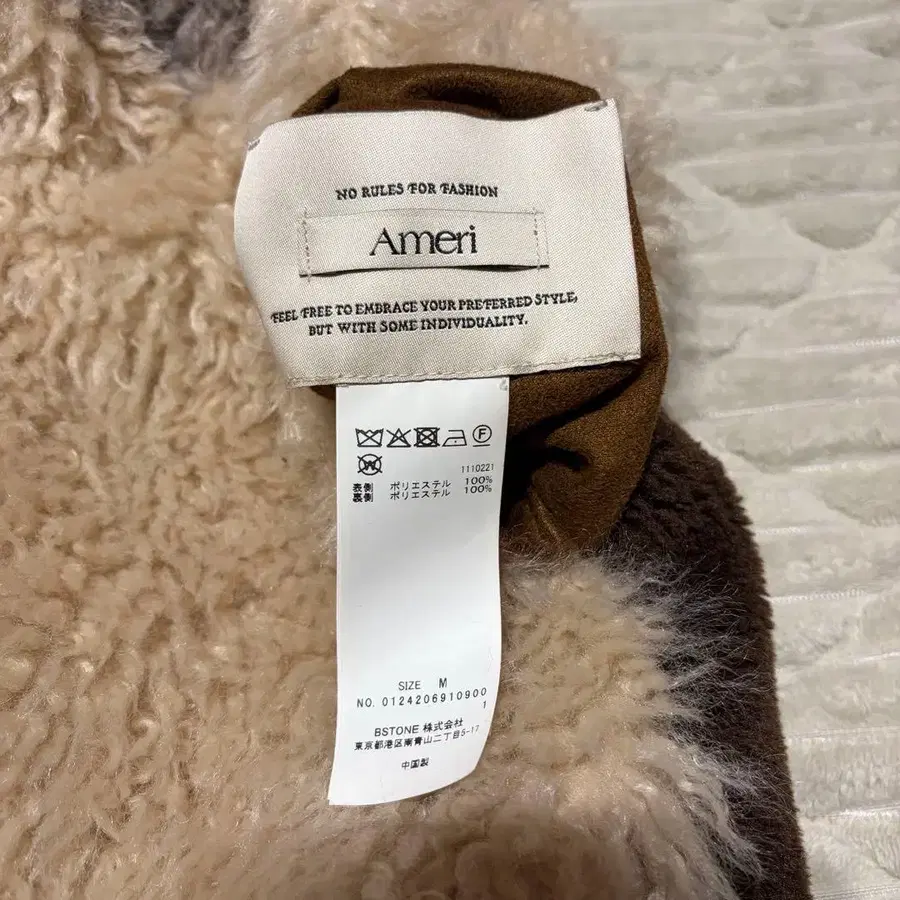 NO RULES FOR FASHION
Ameri
FEEL FREE TO EMBRACE YOUR PREFERRED STYLE,
BUT WITH SOME INDIVIDUALITY.
F
W
1110221
表側 ポリエステル 100%
裏側 ポリエステル 100%
SIZE M
NO. 0124206910900
1
BSTONE 株式会社
東京都港区南青山二丁目5-17
中国製